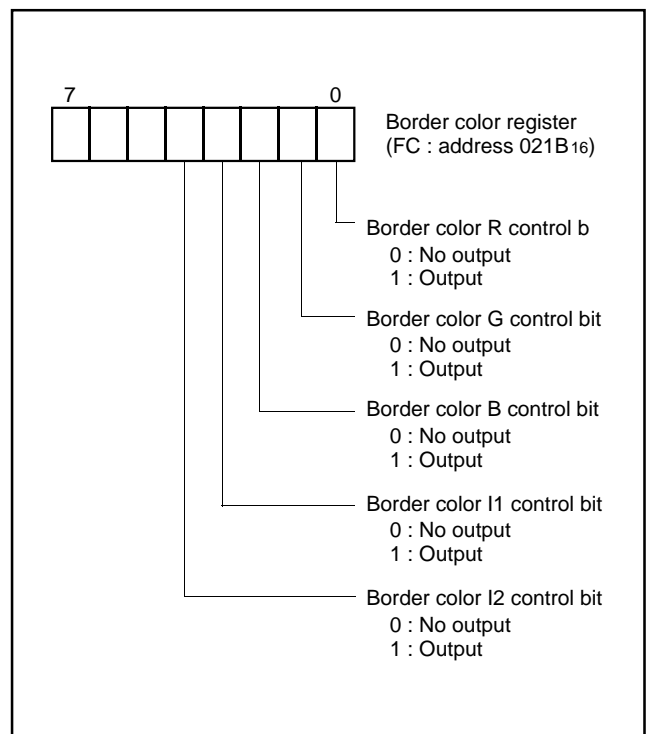 7 0
Border color register
(FC : address 021B16)
Border color R control b
0 : No output
1 : Output
Border color G control bit
0 : No output
1 : Output
Border color B control bit
0 : No output
1 : Output
Border color I1 control bit
0 : No output
1 : Output
Border color I2 control bit
0 : No output
1 : Output